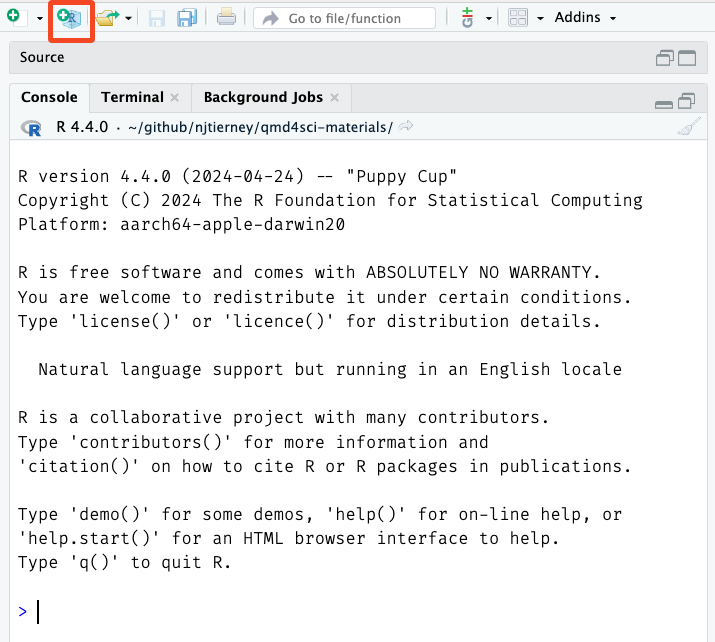 Go to file/function
Addins
Source
Console
Terminal
Background Jobs
R 4.4.0 · ~/github/njtierney/qmd4sci-materials/
R version 4.4.0 (2024-04-24) -- "Puppy Cup"
Copyright (C) 2024 The R Foundation for Statistical Computing
Platform: aarch64-apple-darwin20
R is free software and comes with ABSOLUTELY NO WARRANTY.
You are welcome to redistribute it under certain conditions.
Type 'license()' or 'licence()' for distribution details.
Natural language support but running in an English locale
R is a collaborative project with many contributors.
Type 'contributors()' for more information and
'citation()' on how to cite R or R packages in publications.
Type 'demo()' for some demos, 'help()' for on-line help, or
'help.start()' for an HTML browser interface to help.
Type 'q()' to quit R.
>